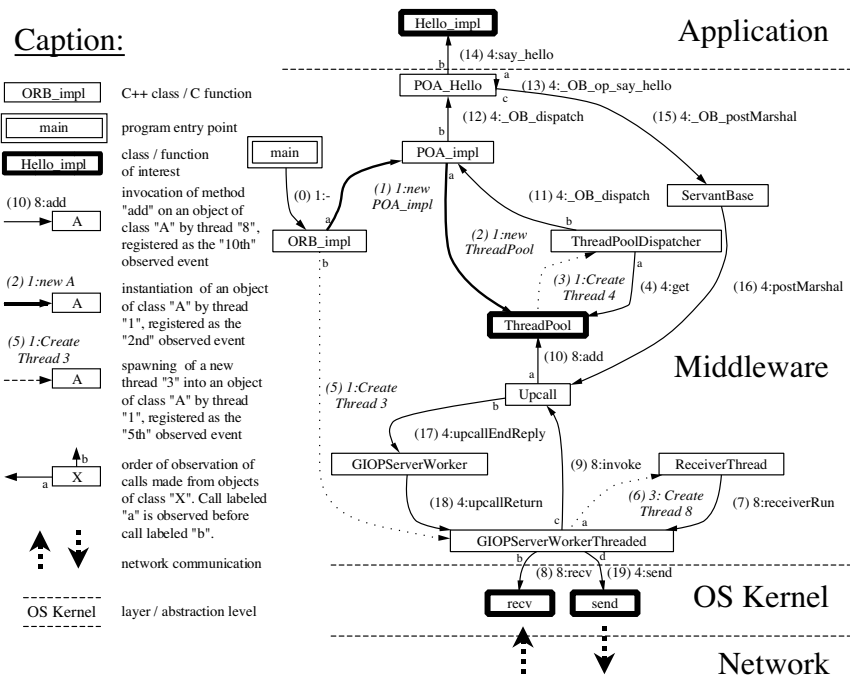 Caption:
ORB_impl
C++ class / C function
main
program entry point
Hello_impl
class / function
of interest
(10) 8:add
A
invocation of method
"add" on an object of
class "A" by thread "8",
registered as the "10th"
observed event
(2) 1:new A
A
instantiation of an object
of class "A" by thread
"1", registered as the
"2nd" observed event
(5) 1:Create
Thread 3
A
spawning of a new
thread "3" into an object
of class "A" by thread
"1", registered as the
"5th" observed event
b
a
X
order of observation of
calls made from objects
of class "X". Call labeled
"a" is observed before
call labeled "b".
network communication
OS Kernel
layer / abstraction level
Hello_impl
Application
(14) 4:say_hello
b
a
POA_Hello
(13) 4:_OB_op_say_hello
c
(12) 4:_OB_dispatch
(15) 4:_OB_postMarshal
b
main
POA_impl
a
(0) 1:-
(1) 1:new
POA_impl
(11) 4:_OB_dispatch
ServantBase
a
b
ORB_impl
(2) 1:new
ThreadPool
ThreadPoolDispatcher
b
a
(3) 1:Create
Thread 4
(4) 4:get
(16) 4:postMarshal
ThreadPool
(10) 8:add
Middleware
a
(5) 1:Create
Thread 3
Upcall
b
(17) 4:upcallEndReply
GIOPServerWorker
(9) 8:invoke
ReceiverThread
(18) 4:upcallReturn
(6) 3: Create
Thread 8
(7) 8:receiverRun
c
a
GIOPServerWorkerThreaded
b
d
(8) 8:recv
(19) 4:send
recv
send
OS Kernel
Network